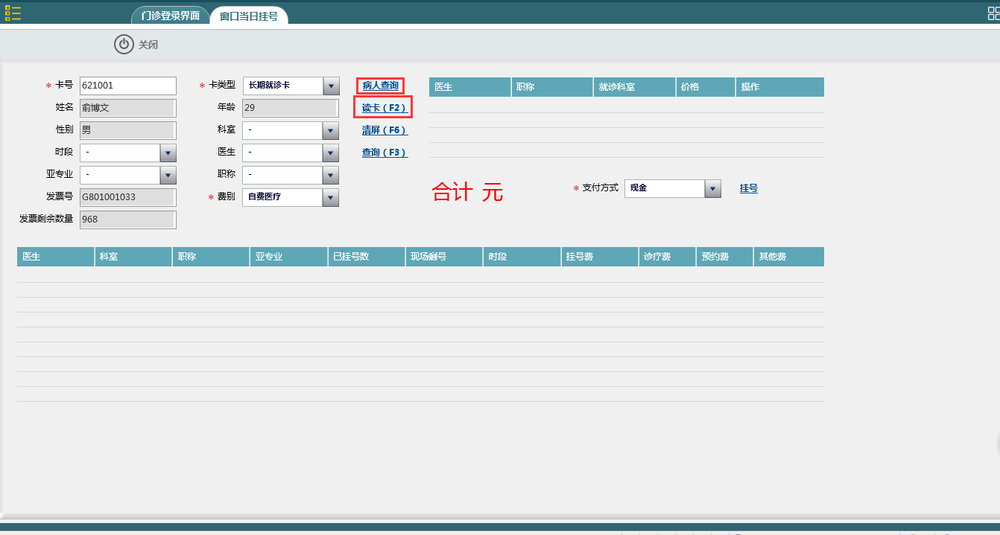 门诊登录界面 窗口当日挂号
关闭
* 卡号 621001 * 卡类型 长期就诊卡 病人查询
姓名 俞博文 年龄 29 读卡（F2）
性别 男 科室 - 清屏（F6）
时段 - 医生 - 查询（F3）
亚专业 - 职称 -
发票号 G801001033 * 费别 自费医疗
发票剩余数量 968
医生 职称 就诊科室 价格 操作
合计 元 * 支付方式 现金 挂号
医生 科室 职称 亚专业 已挂号数 现场剩号 时段 挂号费 诊疗费 预约费 其他费